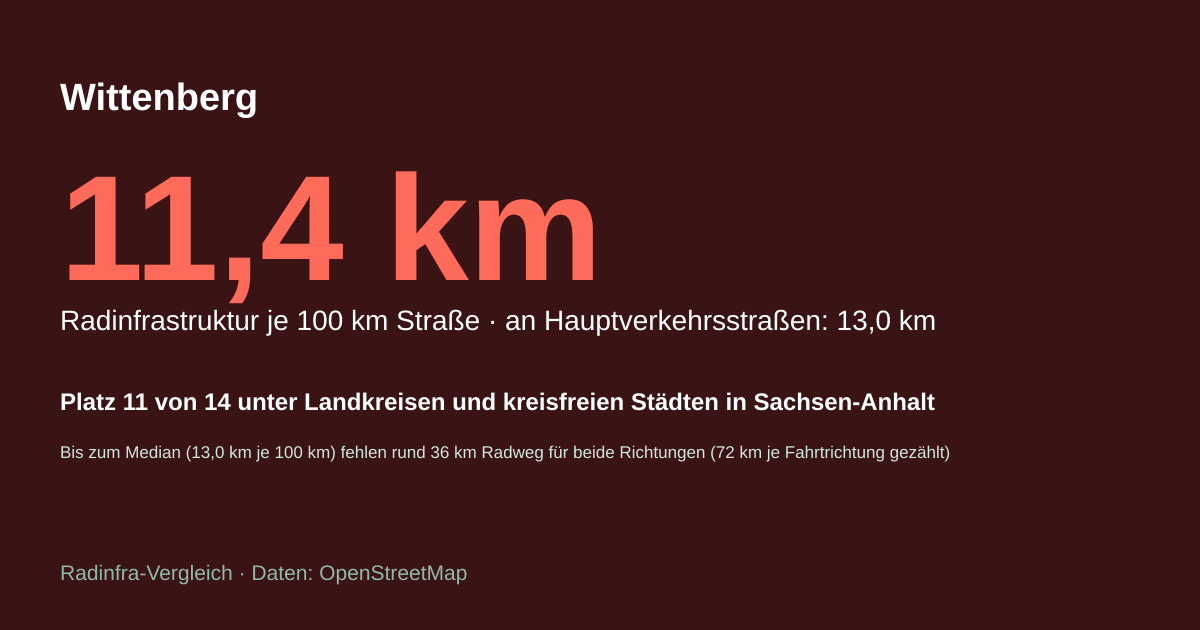 Wittenberg
11,4 km
Radinfrastruktur je 100 km Straße · an Hauptverkehrsstraßen: 13,0 km
Platz 11 von 14 unter Landkreisen und kreisfreien Städten in Sachsen-Anhalt
Bis zum Median (13,0 km je 100 km) fehlen rund 36 km Radweg für beide Richtungen (72 km je Fahrtrichtung gezählt)
Radinfra-Vergleich · Daten: OpenStreetMap